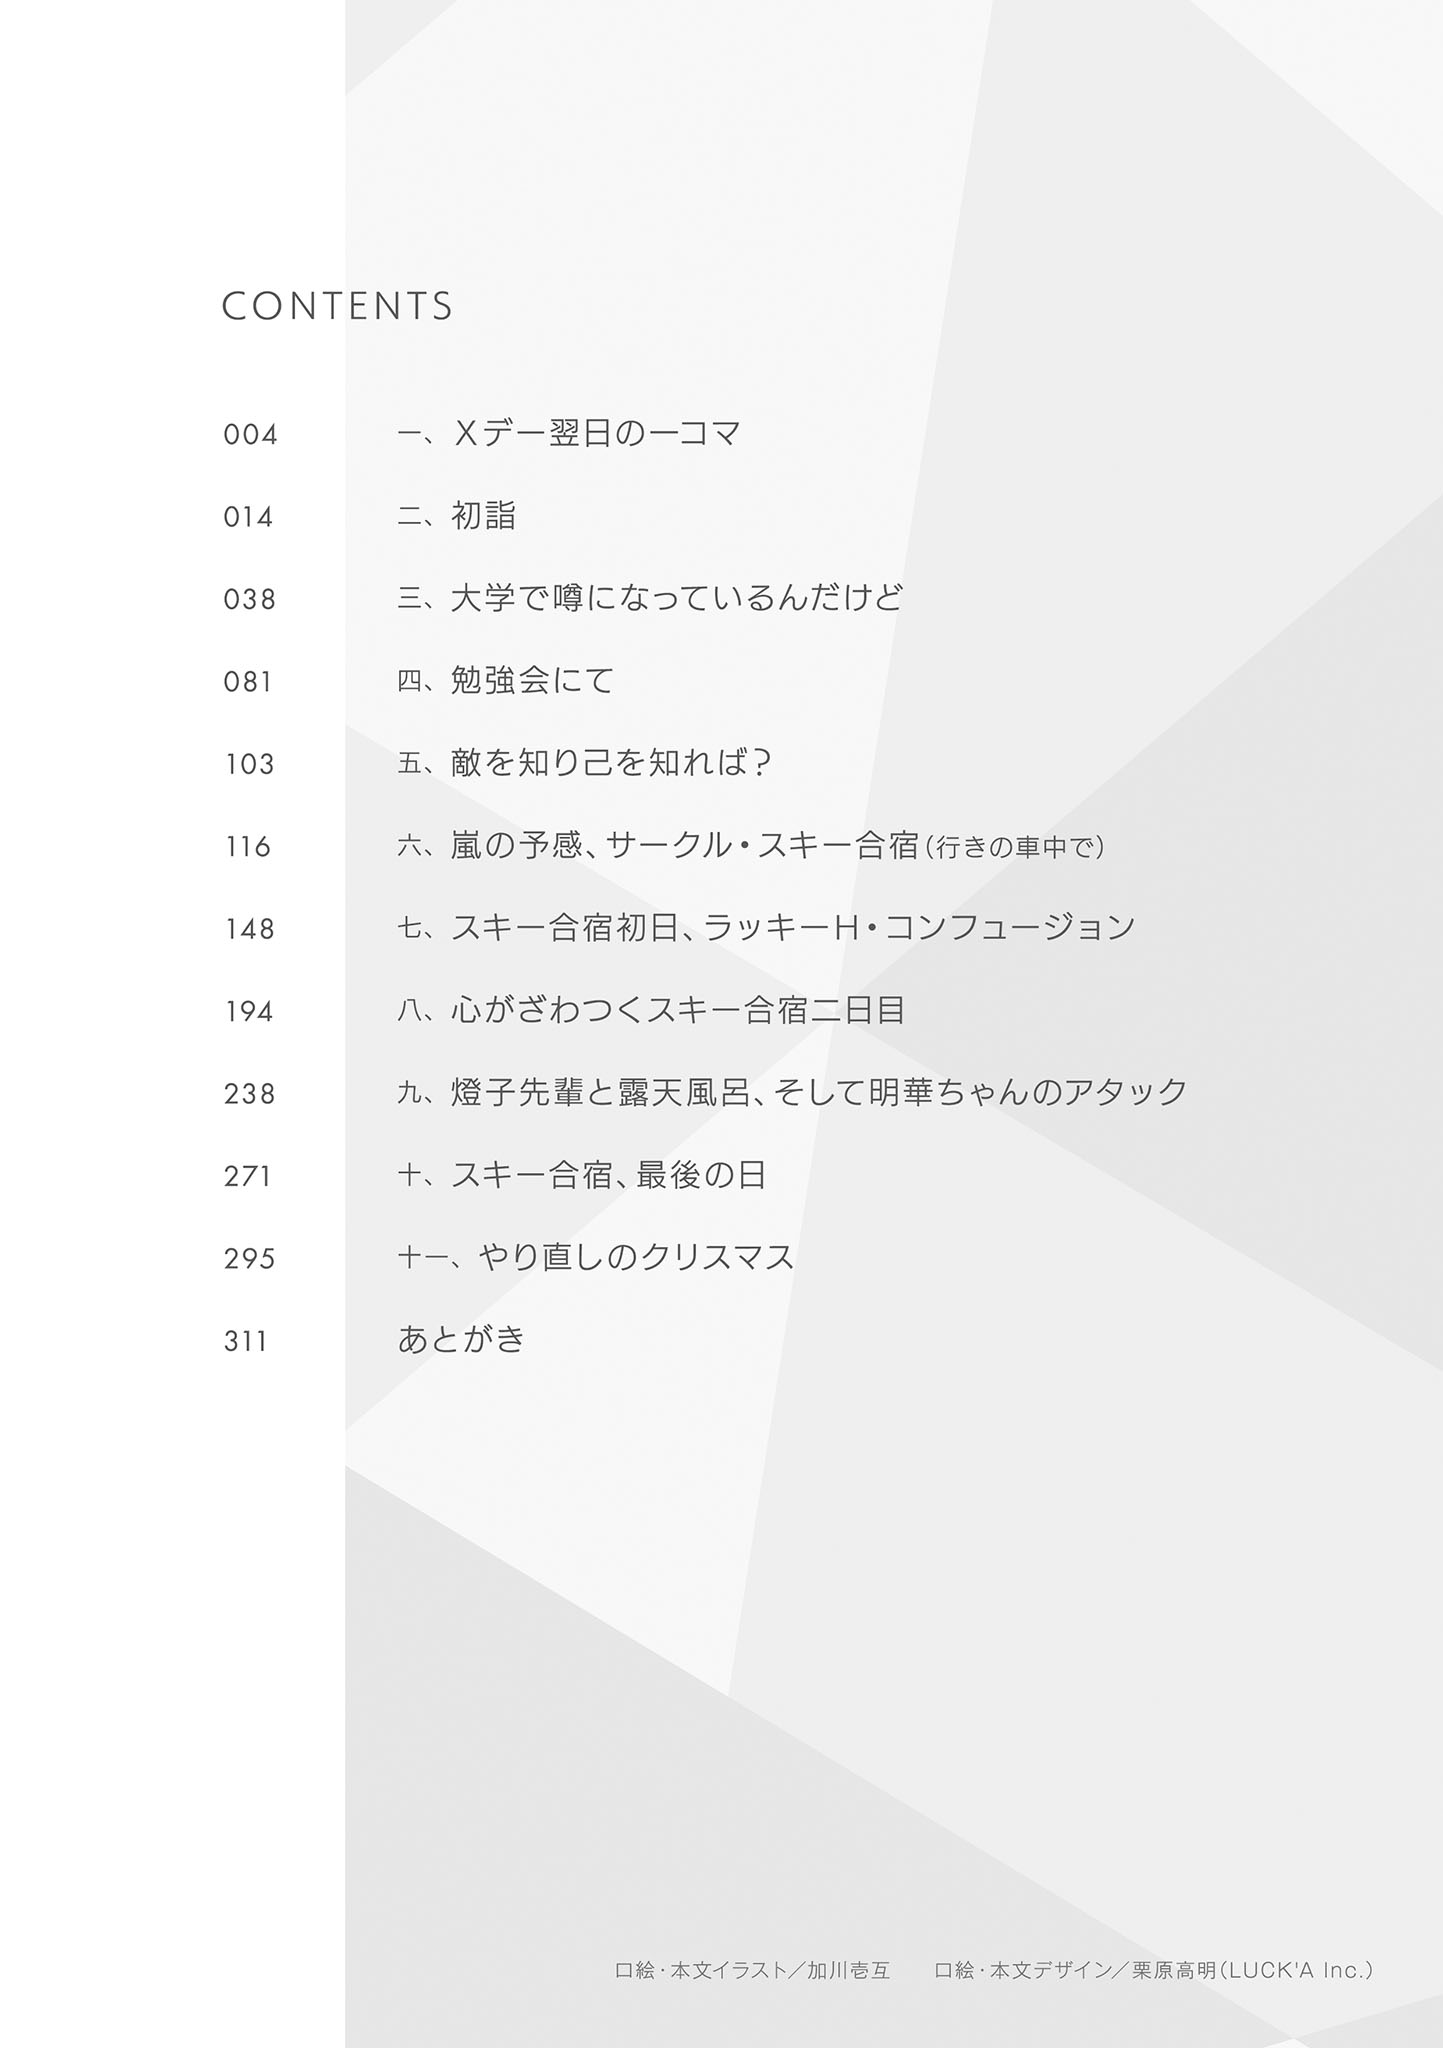 CONTENTS
004 一、Ｘデー翌日の一コマ
014 二、初詣
038 三、大学で噂になっているんだけど
081 四、勉強会にて
103 五、敵を知り己を知れば？
116 六、嵐の予感、サークル・スキー合宿（行きの車中で）
148 七、スキー合宿初日、ラッキーＨ・コンフュージョン
194 八、心がざわつくスキー合宿二日目
238 九、燈子先輩と露天風呂、そして明華ちゃんのアタック
271 十、スキー合宿、最後の日
295 十一、やり直しのクリスマス
311 あとがき
口絵・本文イラスト／加川壱互　口絵・本文デザイン／栗原高明（LUCK'A Inc.）